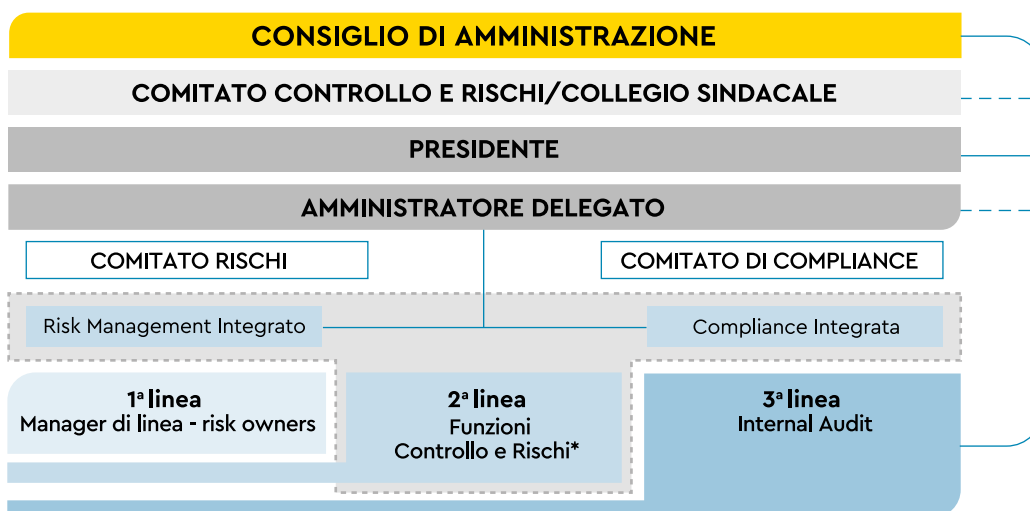 CONSIGLIO DI AMMINISTRAZIONE
COMITATO CONTROLLO E RISCHI/COLLEGIO SINDACALE
PRESIDENTE
AMMINISTRATORE DELEGATO
COMITATO RISCHI
COMITATO DI COMPLIANCE
Risk Management Integrato
Compliance Integrata
1ª linea
Manager di linea - risk owners
2ª linea
Funzioni
Controllo e Rischi*
3ª linea
Internal Audit